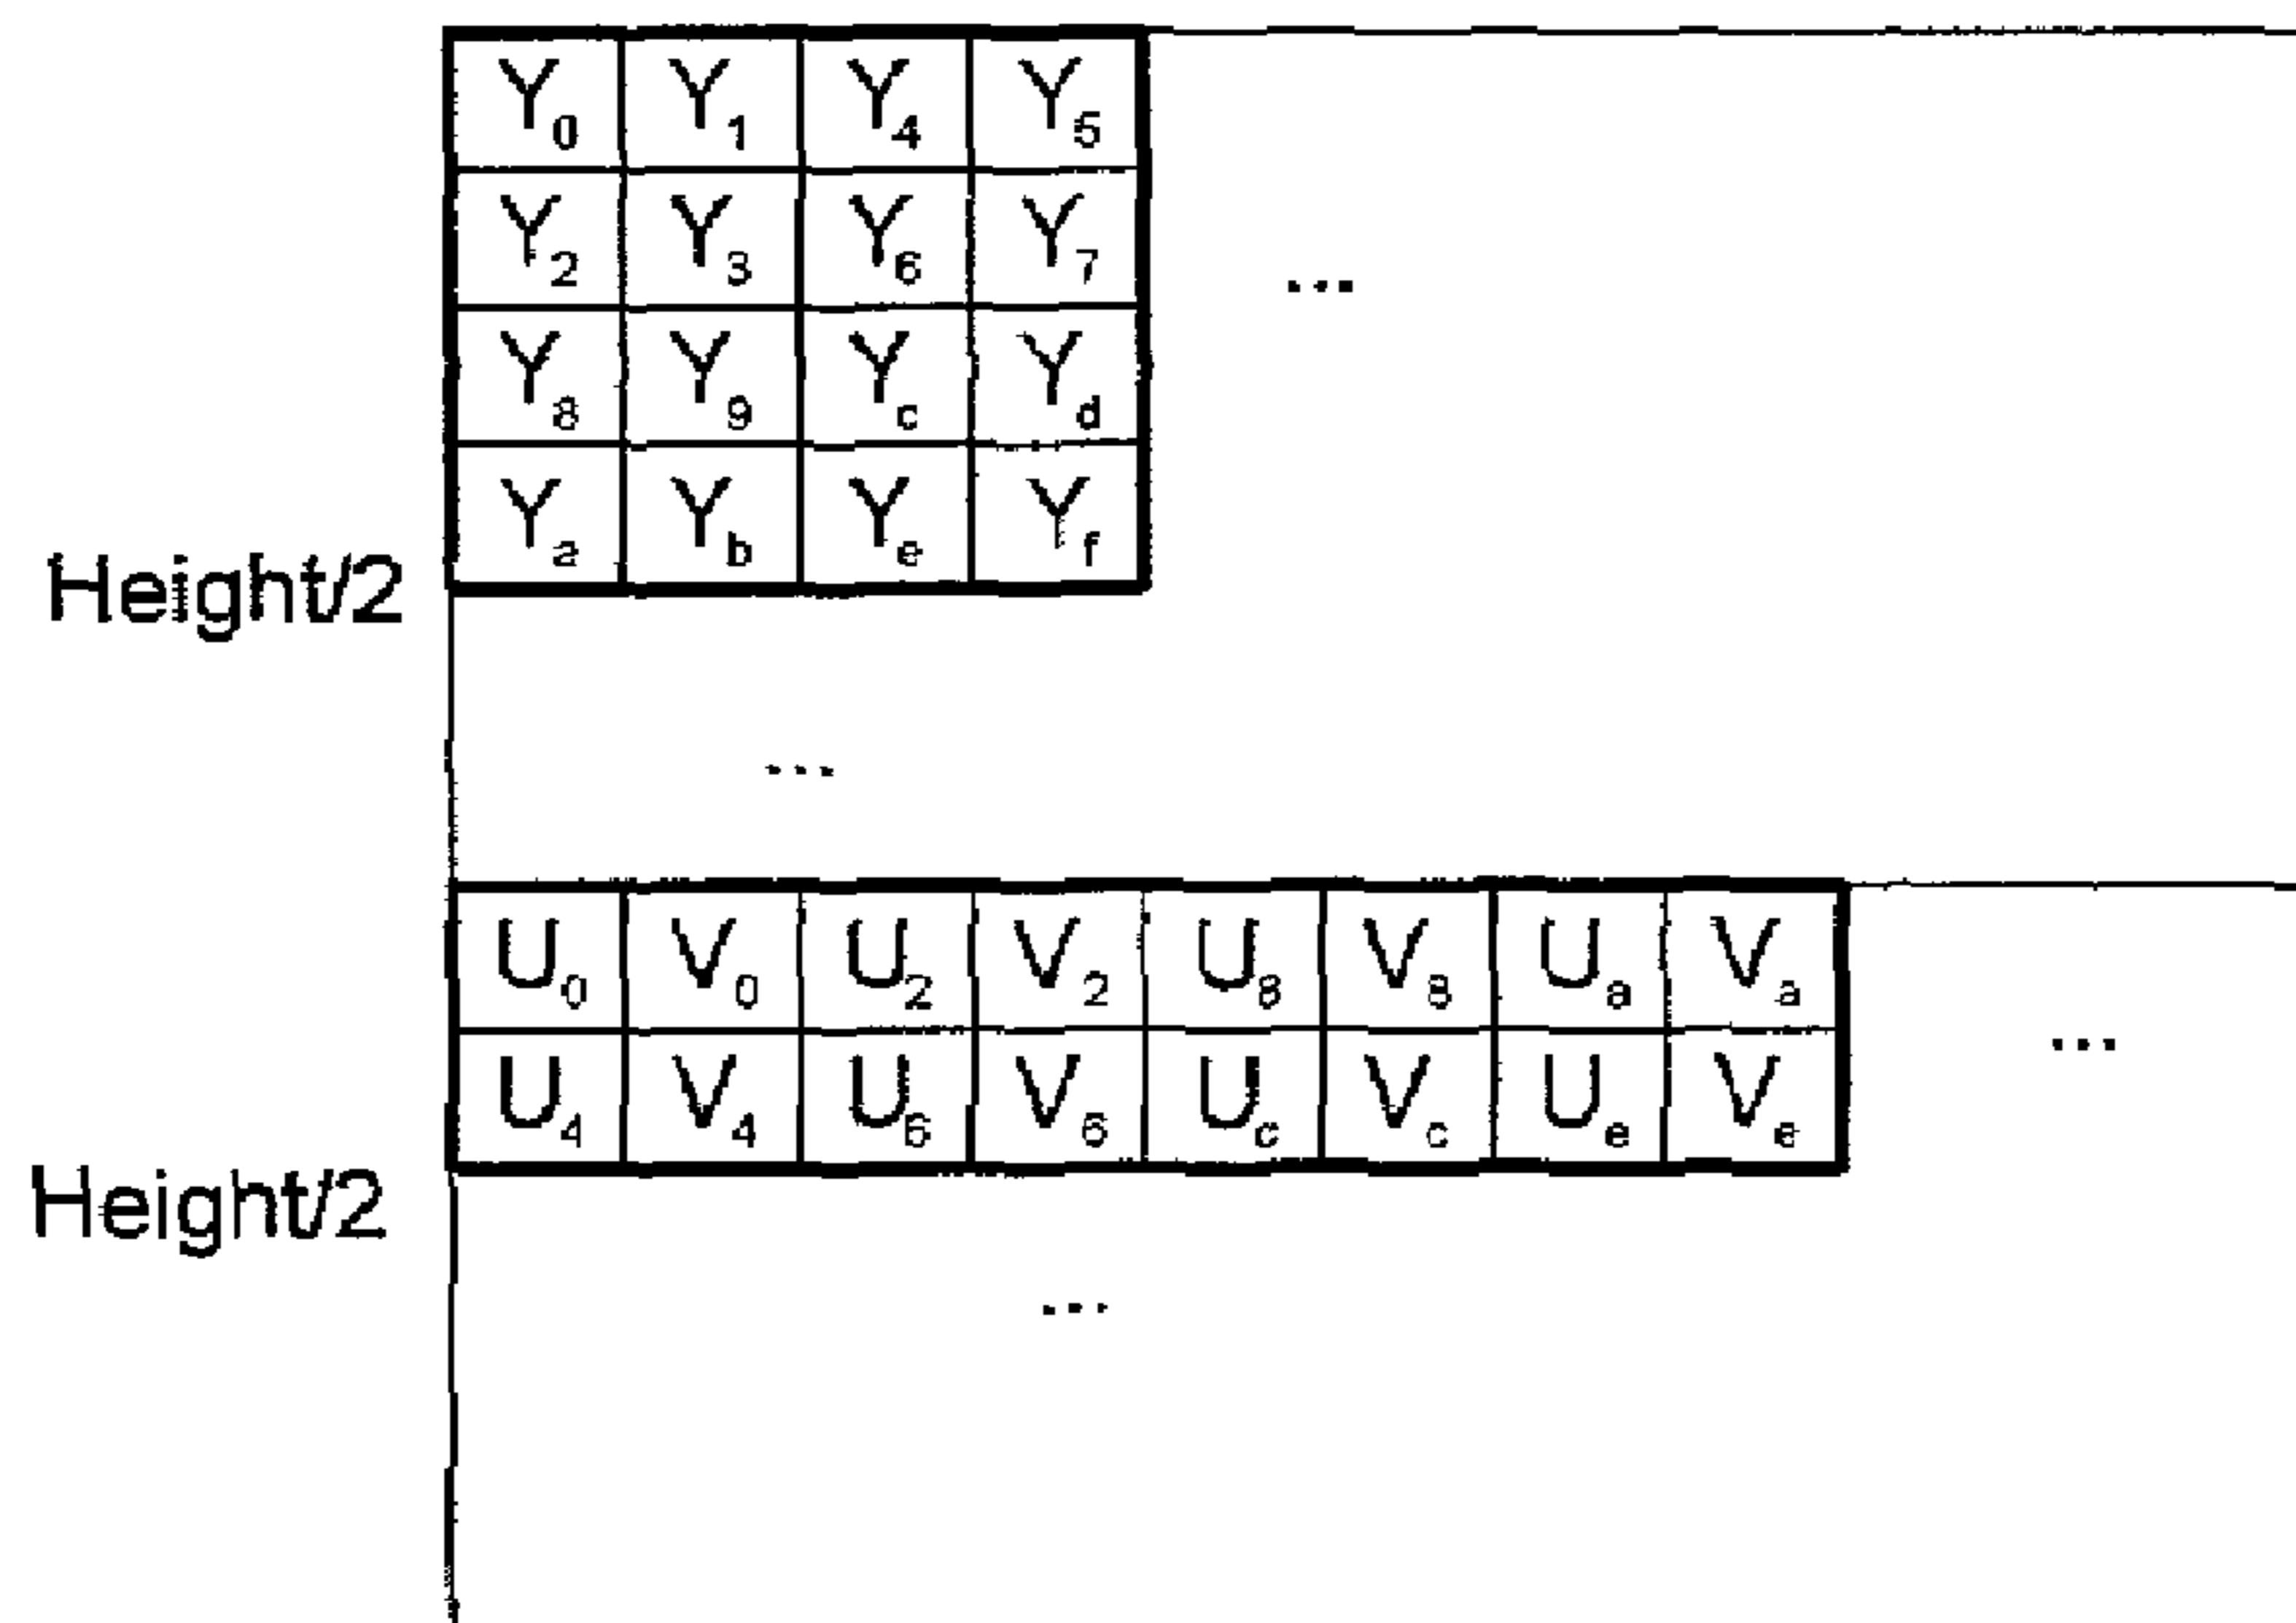 Y0 Y1 Y4 Y5
Y2 Y3 Y6 Y7
...
Y8 Y9 Yc Yd
Ya Yb Ye Yf
Height/2
...
U0 V0 U2 V2 U8 V8 Ua Va
...
U4 V4 U6 V6 Uc Vc Ue Ve
Height/2
...